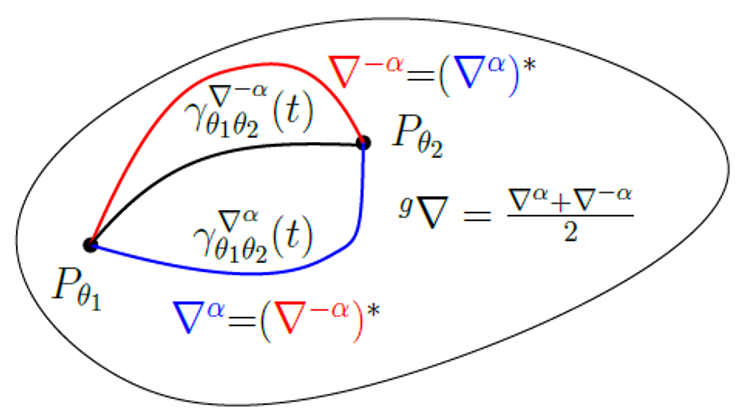 ∇^{-α}=(∇^{α})^{*}
γ^{∇^{-α}}_{θ_1θ_2}(t)
P_{θ_2}
^{g}∇ = \frac{∇^{α}+∇^{-α}}{2}
γ^{∇^{α}}_{θ_1θ_2}(t)
P_{θ_1}
∇^{α}=(∇^{-α})^{*}